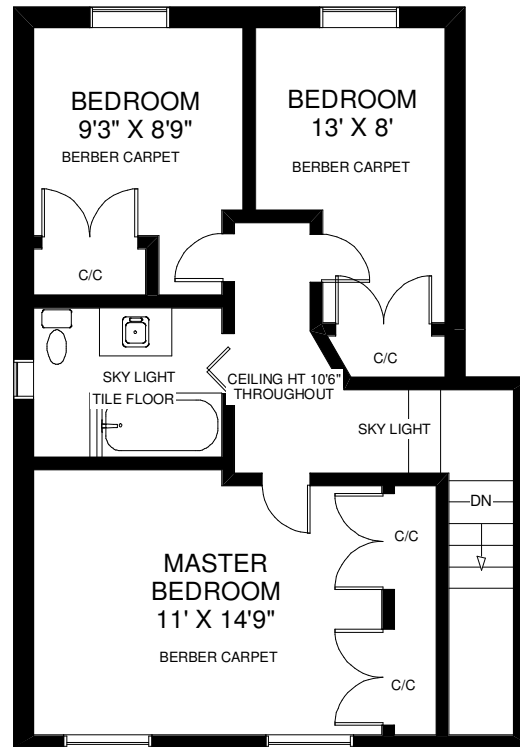 BEDROOM
9'3" X 8'9"
BERBER CARPET
C/C
BEDROOM
13' X 8'
BERBER CARPET
C/C
SKY LIGHT
TILE FLOOR
CEILING HT 10'6"
THROUGHOUT
SKY LIGHT
DN
MASTER
BEDROOM
11' X 14'9"
BERBER CARPET
C/C
C/C